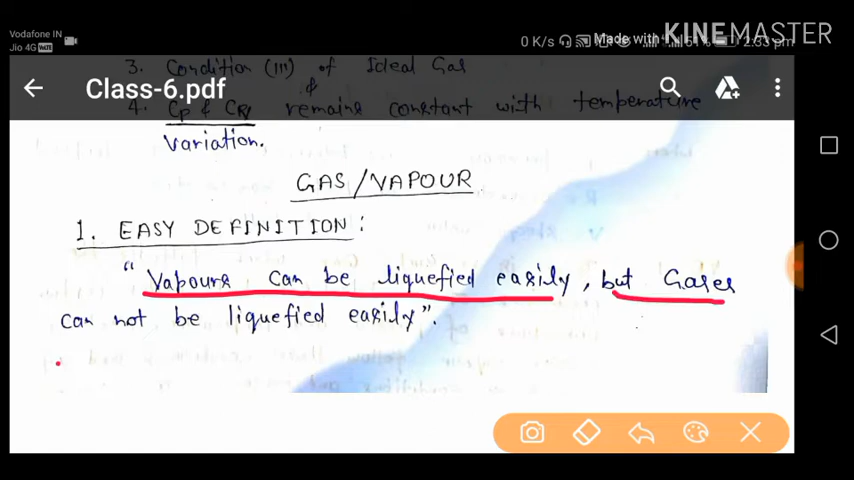 Vodafone IN
Jio 4G VoLTE
0 K/s
Made with
KINEMASTER
61%
2:33 pm
Class-6.pdf
3. Condition (III) of Ideal Gas
&
4. Cp & Cv remains constant with temperature
variation.
GAS/VAPOUR
1. EASY DEFINITION:
"Vapours can be liquefied easily, but Gases
can not be liquefied easily".